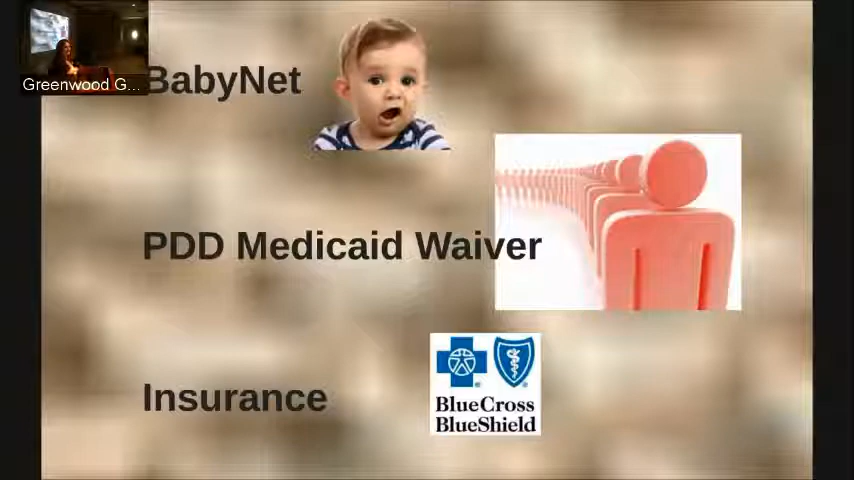 Greenwood G...
BabyNet
PDD Medicaid Waiver
Insurance
BlueCross
BlueShield